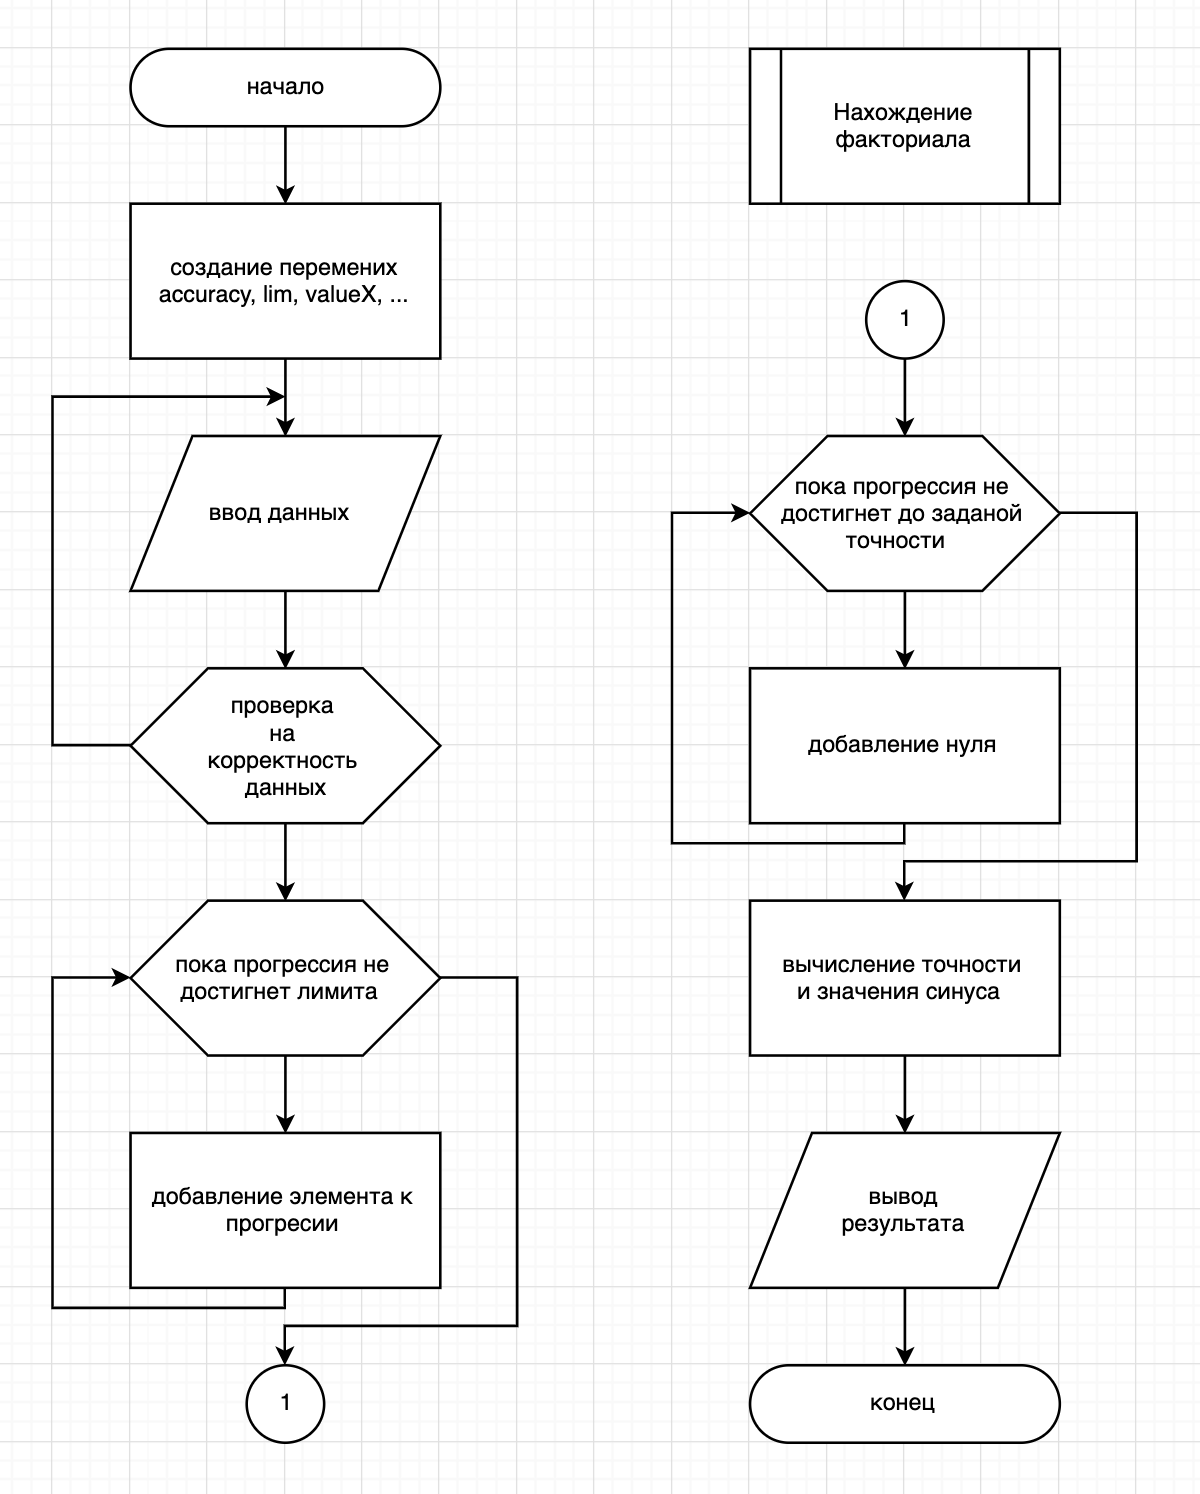 начало
создание перемених
accuracy, lim, valueX, ...
ввод данных
проверка
на
корректность
данных
пока прогрессия не
достигнет лимита
добавление элемента к
прогресии
1
Нахождение
факториала
1
пока прогрессия не
достигнет до заданой
точности
добавление нуля
вычисление точности
и значения синуса
вывод
результата
конец